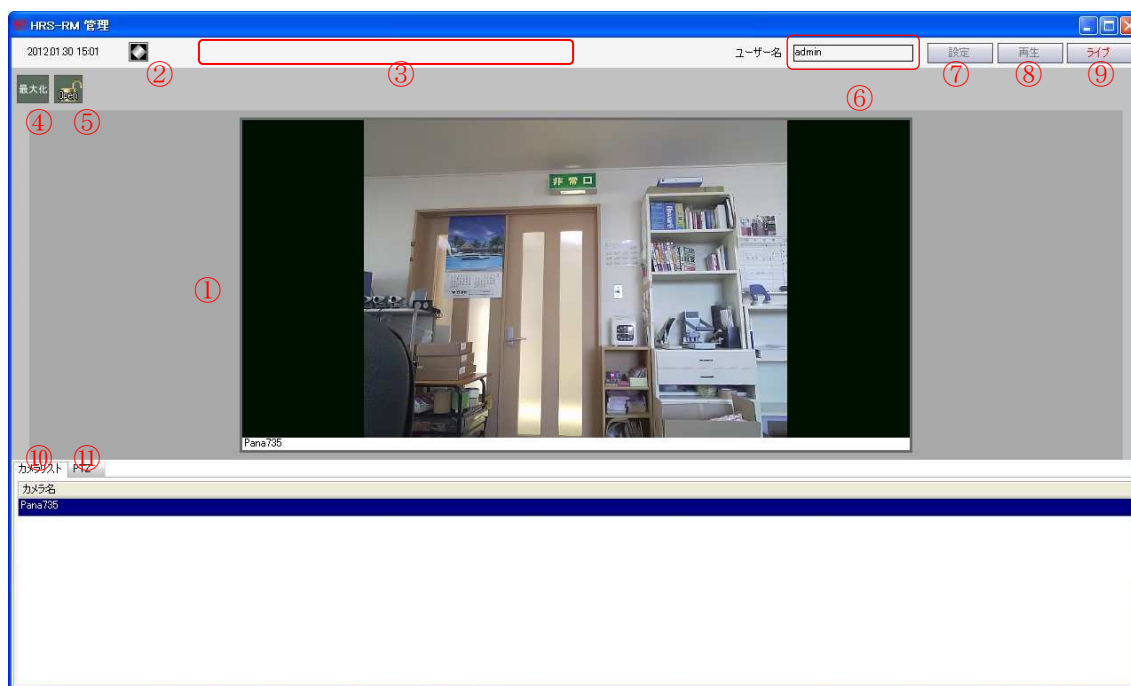 HRS-RM 管理
2012.01.30 15:01
②
③
ユーザー名
admin
⑥
設定
⑦
再生
⑧
ライブ
⑨
最大化
④
Open
⑤
非常口
①
Pana735
カメラリスト
⑩
PTZ
⑪
カメラ名
Pana735